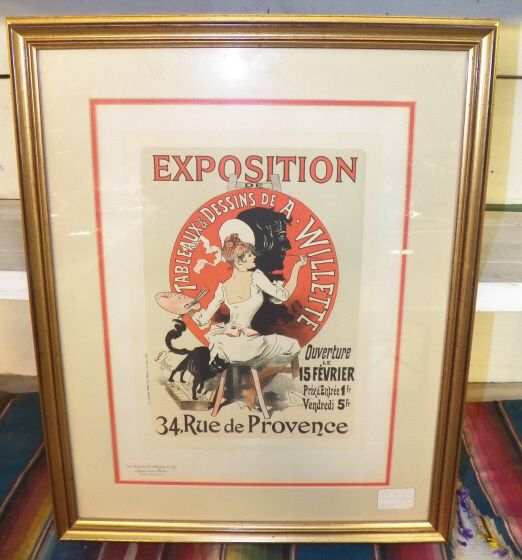 EXPOSITION
DE
TABLEAUX & DESSINS DE A. WILLETTE
Ouverture
LE
15 FÉVRIER
Prix d'Entrée 1fr
Vendredi 5fr
34, Rue de Provence